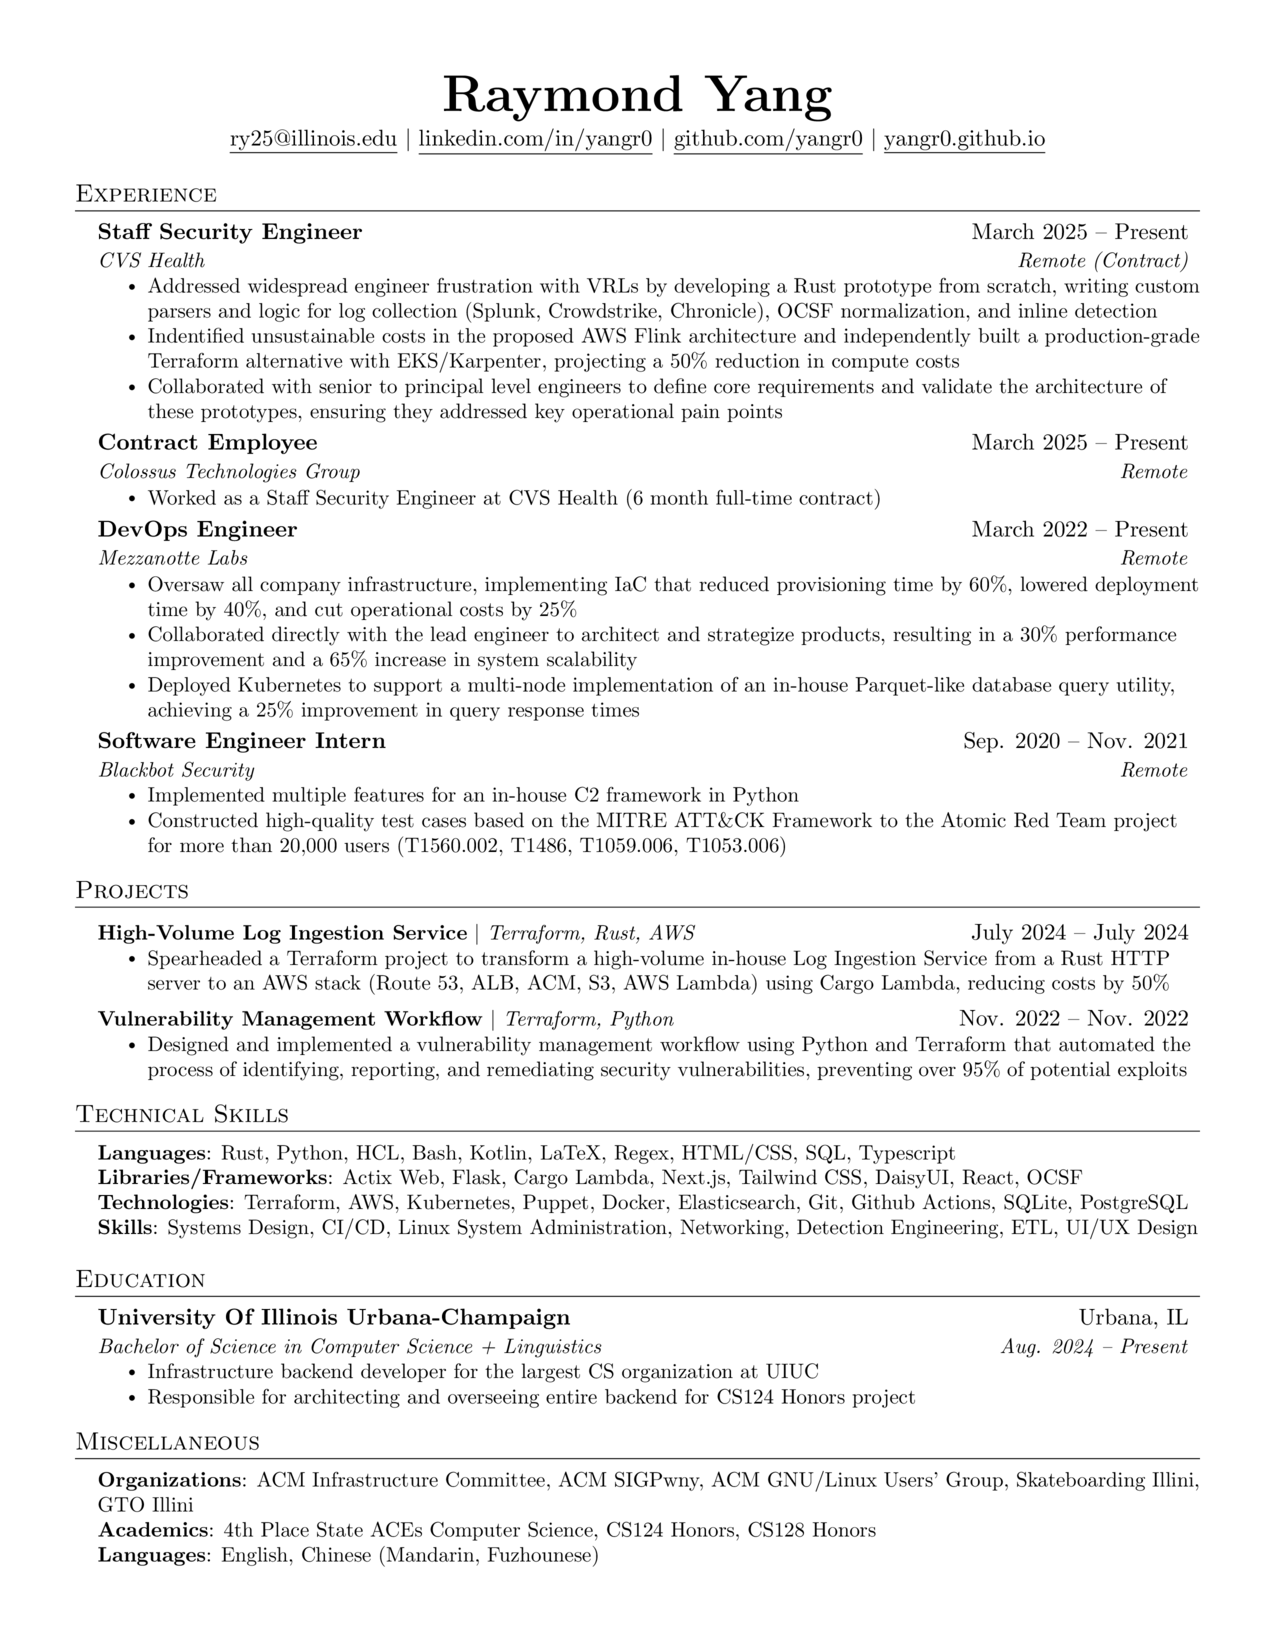 Raymond Yang
ry25@illinois.edu | linkedin.com/in/yangr0 | github.com/yangr0 | yangr0.github.io
Experience
Staff Security Engineer March 2025 – Present
CVS Health Remote (Contract)
• Addressed widespread engineer frustration with VRLs by developing a Rust prototype from scratch, writing custom
parsers and logic for log collection (Splunk, Crowdstrike, Chronicle), OCSF normalization, and inline detection
• Indentified unsustainable costs in the proposed AWS Flink architecture and independently built a production-grade
Terraform alternative with EKS/Karpenter, projecting a 50% reduction in compute costs
• Collaborated with senior to principal level engineers to define core requirements and validate the architecture of
these prototypes, ensuring they addressed key operational pain points
Contract Employee March 2025 – Present
Colossus Technologies Group Remote
• Worked as a Staff Security Engineer at CVS Health (6 month full-time contract)
DevOps Engineer March 2022 – Present
Mezzanotte Labs Remote
• Oversaw all company infrastructure, implementing IaC that reduced provisioning time by 60%, lowered deployment
time by 40%, and cut operational costs by 25%
• Collaborated directly with the lead engineer to architect and strategize products, resulting in a 30% performance
improvement and a 65% increase in system scalability
• Deployed Kubernetes to support a multi-node implementation of an in-house Parquet-like database query utility,
achieving a 25% improvement in query response times
Software Engineer Intern Sep. 2020 – Nov. 2021
Blackbot Security Remote
• Implemented multiple features for an in-house C2 framework in Python
• Constructed high-quality test cases based on the MITRE ATT&CK Framework to the Atomic Red Team project
for more than 20,000 users (T1560.002, T1486, T1059.006, T1053.006)
Projects
High-Volume Log Ingestion Service | Terraform, Rust, AWS July 2024 – July 2024
• Spearheaded a Terraform project to transform a high-volume in-house Log Ingestion Service from a Rust HTTP
server to an AWS stack (Route 53, ALB, ACM, S3, AWS Lambda) using Cargo Lambda, reducing costs by 50%
Vulnerability Management Workflow | Terraform, Python Nov. 2022 – Nov. 2022
• Designed and implemented a vulnerability management workflow using Python and Terraform that automated the
process of identifying, reporting, and remediating security vulnerabilities, preventing over 95% of potential exploits
Technical Skills
Languages: Rust, Python, HCL, Bash, Kotlin, LaTeX, Regex, HTML/CSS, SQL, Typescript
Libraries/Frameworks: Actix Web, Flask, Cargo Lambda, Next.js, Tailwind CSS, DaisyUI, React, OCSF
Technologies: Terraform, AWS, Kubernetes, Puppet, Docker, Elasticsearch, Git, Github Actions, SQLite, PostgreSQL
Skills: Systems Design, CI/CD, Linux System Administration, Networking, Detection Engineering, ETL, UI/UX Design
Education
University Of Illinois Urbana-Champaign Urbana, IL
Bachelor of Science in Computer Science + Linguistics Aug. 2024 – Present
• Infrastructure backend developer for the largest CS organization at UIUC
• Responsible for architecting and overseeing entire backend for CS124 Honors project
Miscellaneous
Organizations: ACM Infrastructure Committee, ACM SIGPwny, ACM GNU/Linux Users' Group, Skateboarding Illini,
GTO Illini
Academics: 4th Place State ACEs Computer Science, CS124 Honors, CS128 Honors
Languages: English, Chinese (Mandarin, Fuzhounese)